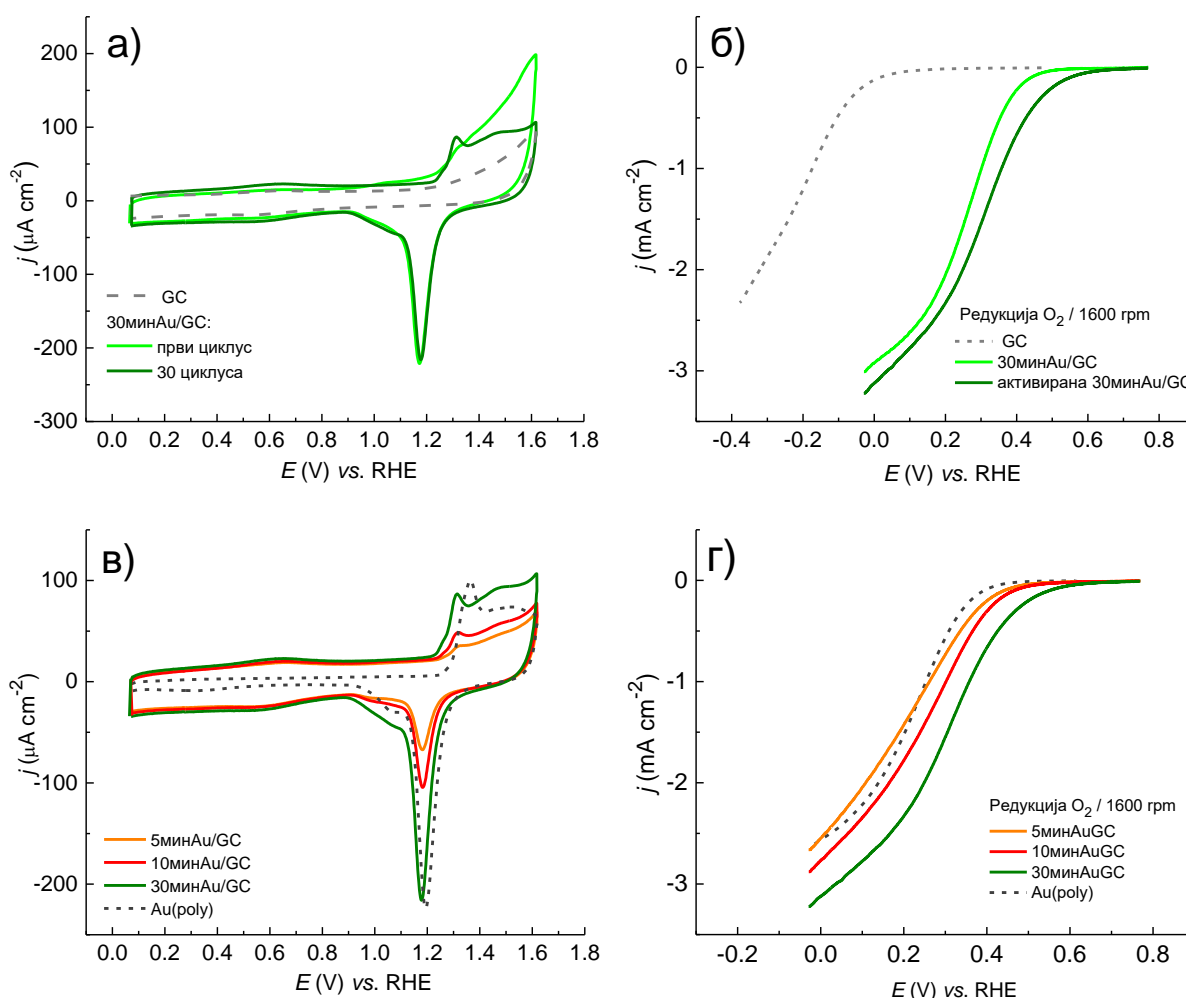 а)
200
100
0
-100
-200
-300
j (μA cm-2)
GC
30минAu/GC:
први циклус
30 циклуса
0.0 0.2 0.4 0.6 0.8 1.0 1.2 1.4 1.6 1.8
E (V) vs. RHE
б)
0
-1
-2
-3
j (mA cm-2)
Редукција O2 / 1600 rpm
GC
30минAu/GC
активирана 30минAu/GC
-0.4 -0.2 0.0 0.2 0.4 0.6 0.8
E (V) vs. RHE
в)
100
0
-100
-200
j (μA cm-2)
5минAu/GC
10минAu/GC
30минAu/GC
Au(poly)
0.0 0.2 0.4 0.6 0.8 1.0 1.2 1.4 1.6 1.8
E (V) vs. RHE
г)
0
-1
-2
-3
j (mA cm-2)
Редукција O2 / 1600 rpm
5минAuGC
10минAuGC
30минAuGC
Au(poly)
-0.2 0.0 0.2 0.4 0.6 0.8
E (V) vs. RHE